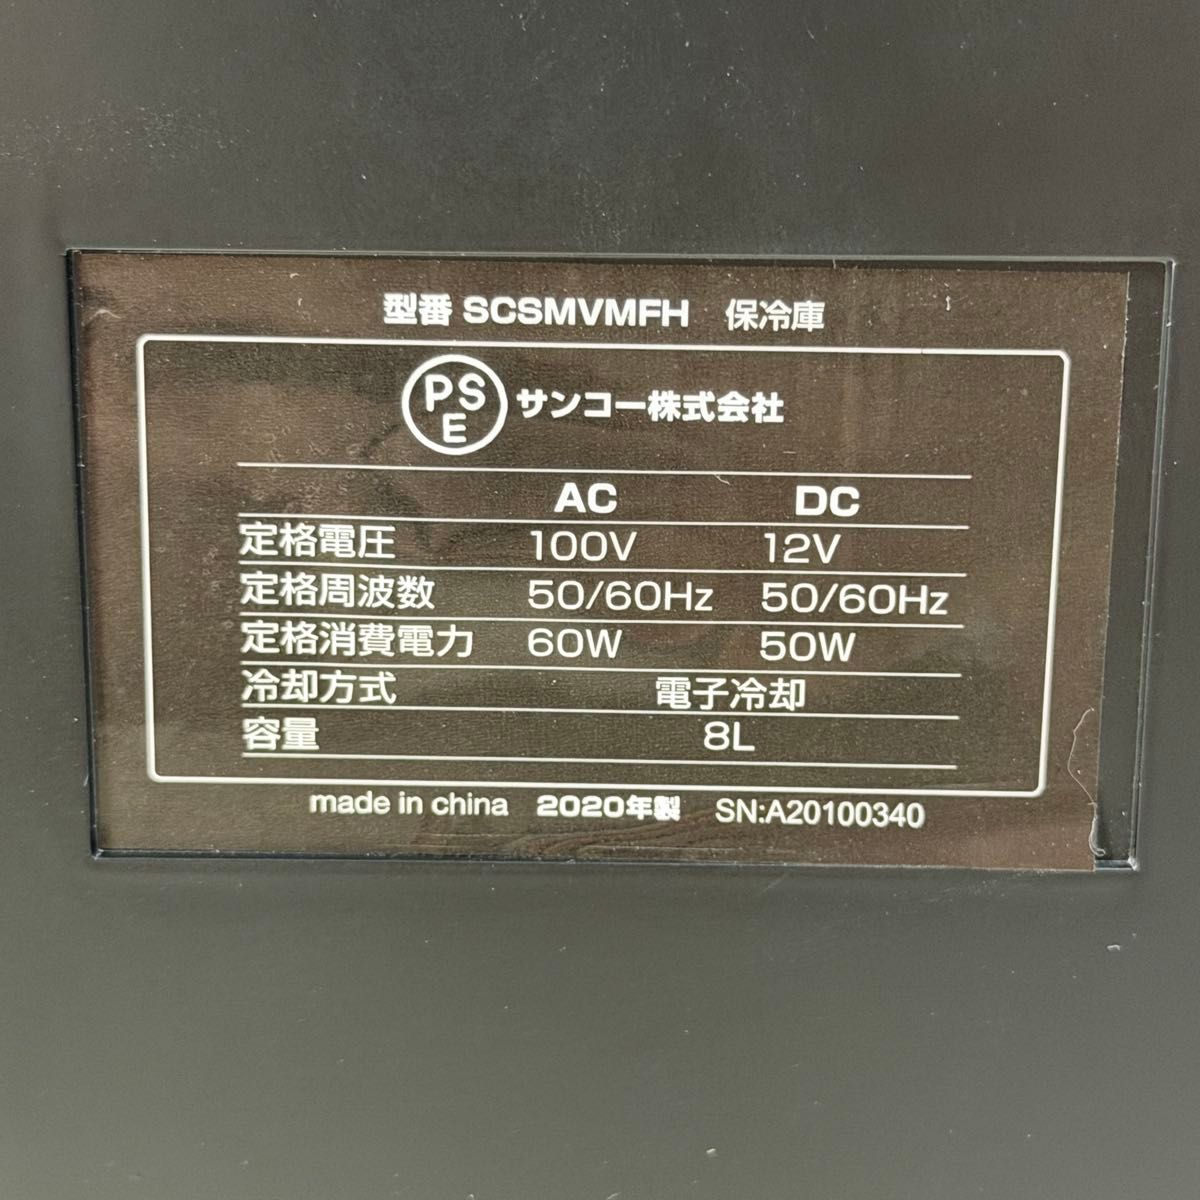 型番 SCSMVMFH 保冷庫
PSE サンコー株式会社
AC DC
定格電圧 100V 12V
定格周波数 50/60Hz 50/60Hz
定格消費電力 60W 50W
冷却方式 電子冷却
容量 8L
made in china 2020年製 SN:A20100340